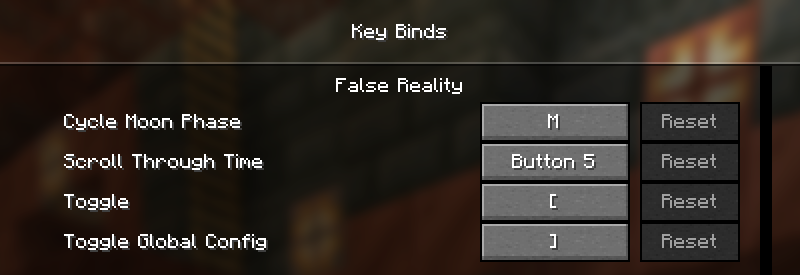 Key Binds
False Reality
Cycle Moon Phase M Reset
Scroll Through Time Button 5 Reset
Toggle [ Reset
Toggle Global Config ] Reset